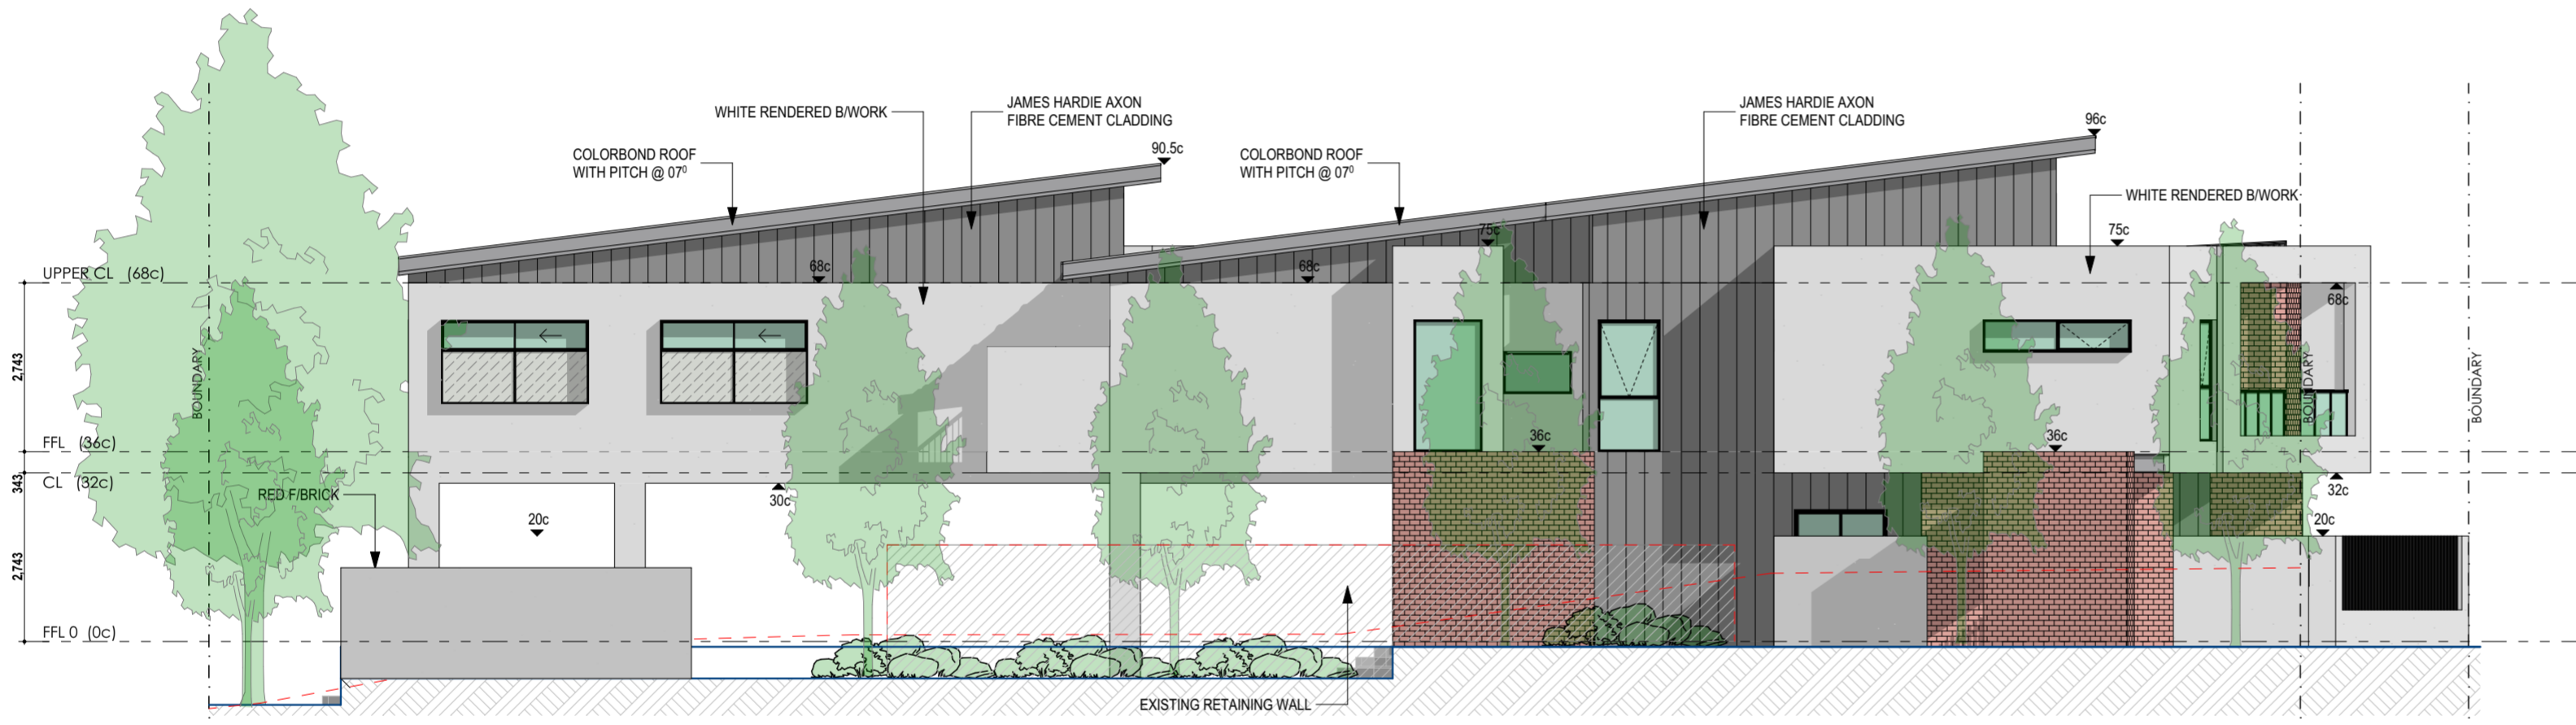 96c
JAMES HARDIE AXON
FIBRE CEMENT CLADDING
JAMES HARDIE AXON
FIBRE CEMENT CLADDING
WHITE RENDERED B/WORK
90.5c
COLORBOND ROOF
WITH PITCH @ 07⁰
COLORBOND ROOF
WITH PITCH @ 07⁰
WHITE RENDERED B/WORK
75c
75c
UPPER CL (68c)
68c
68c
68c
2,743
BOUNDARY
BOUNDARY
BOUNDARY
FFL (36c)
36c
36c
343
CL (32c)
32c
RED F/BRICK
30c
20c
20c
2,743
FFL 0 (0c)
EXISTING RETAINING WALL